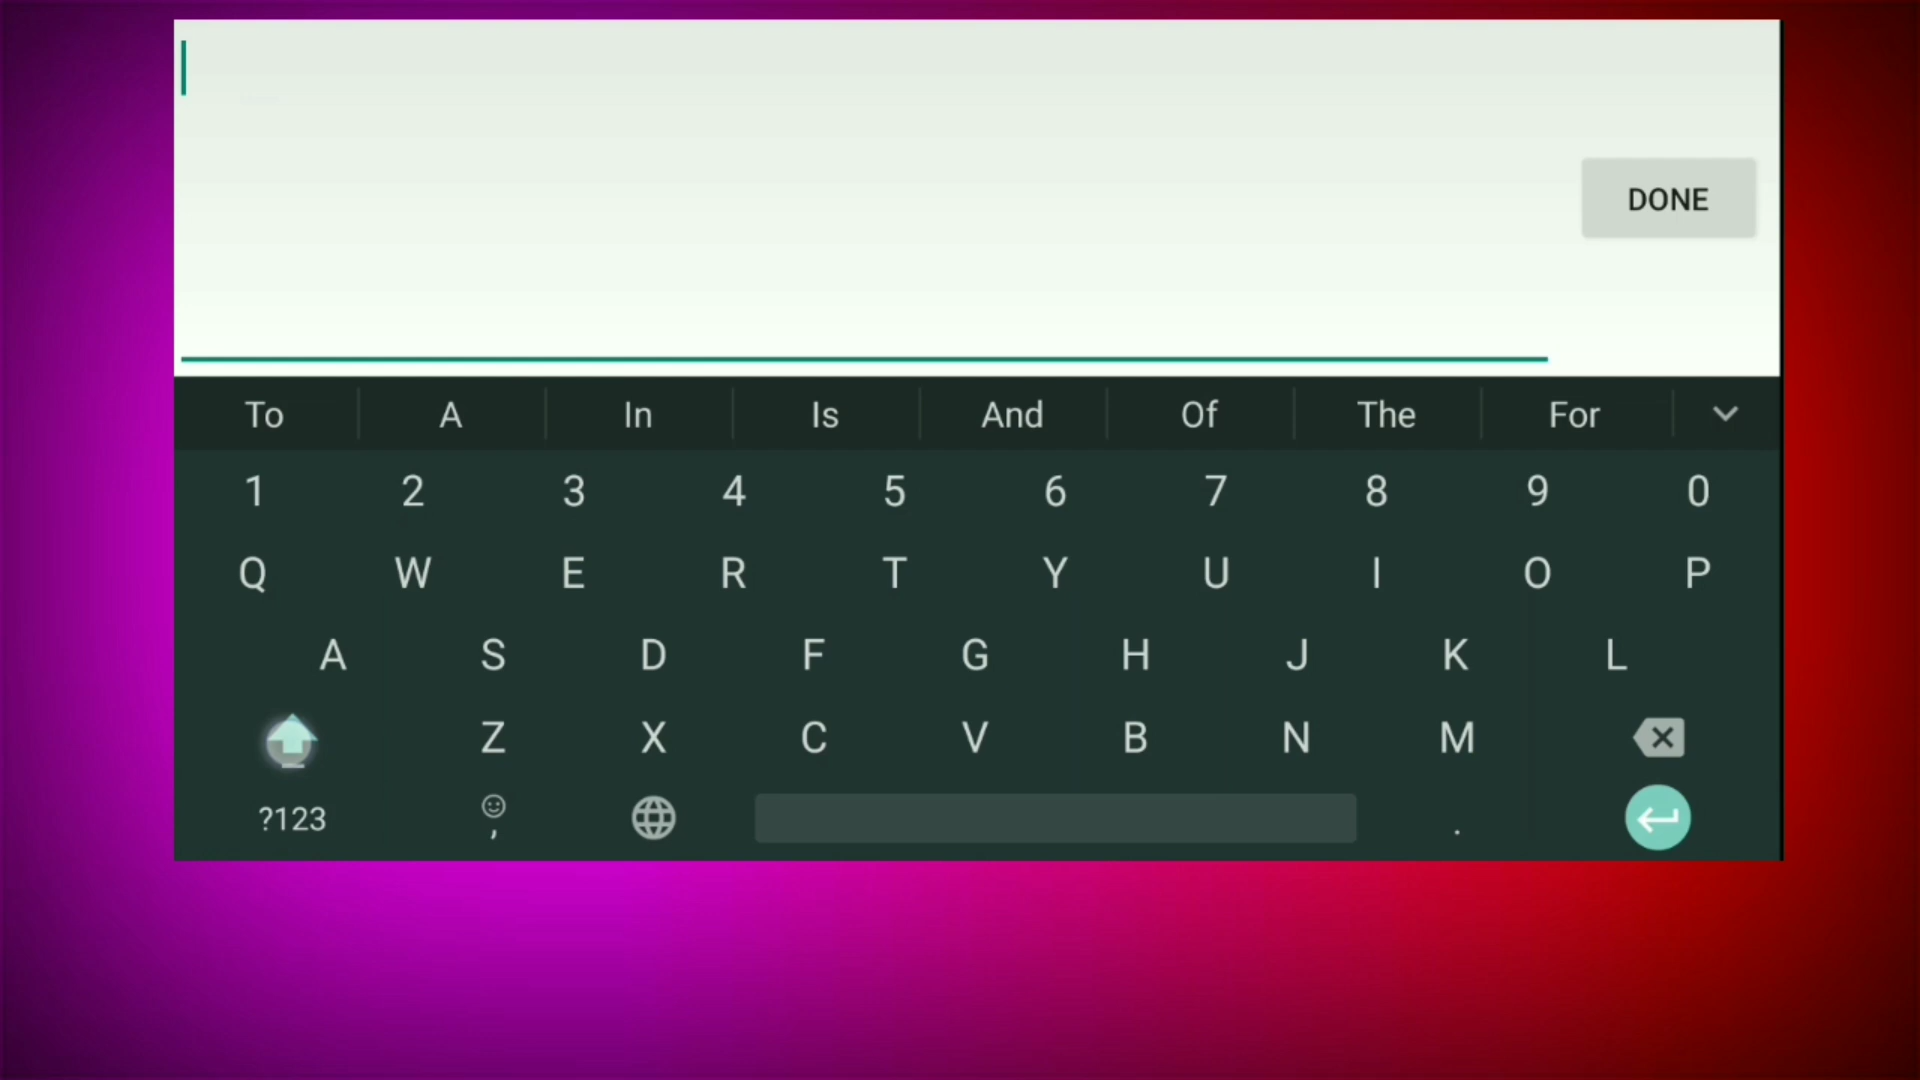 DONE
To A In Is And Of The For
1 2 3 4 5 6 7 8 9 0
Q W E R T Y U I O P
A S D F G H J K L
Z X C V B N M
?123 , .